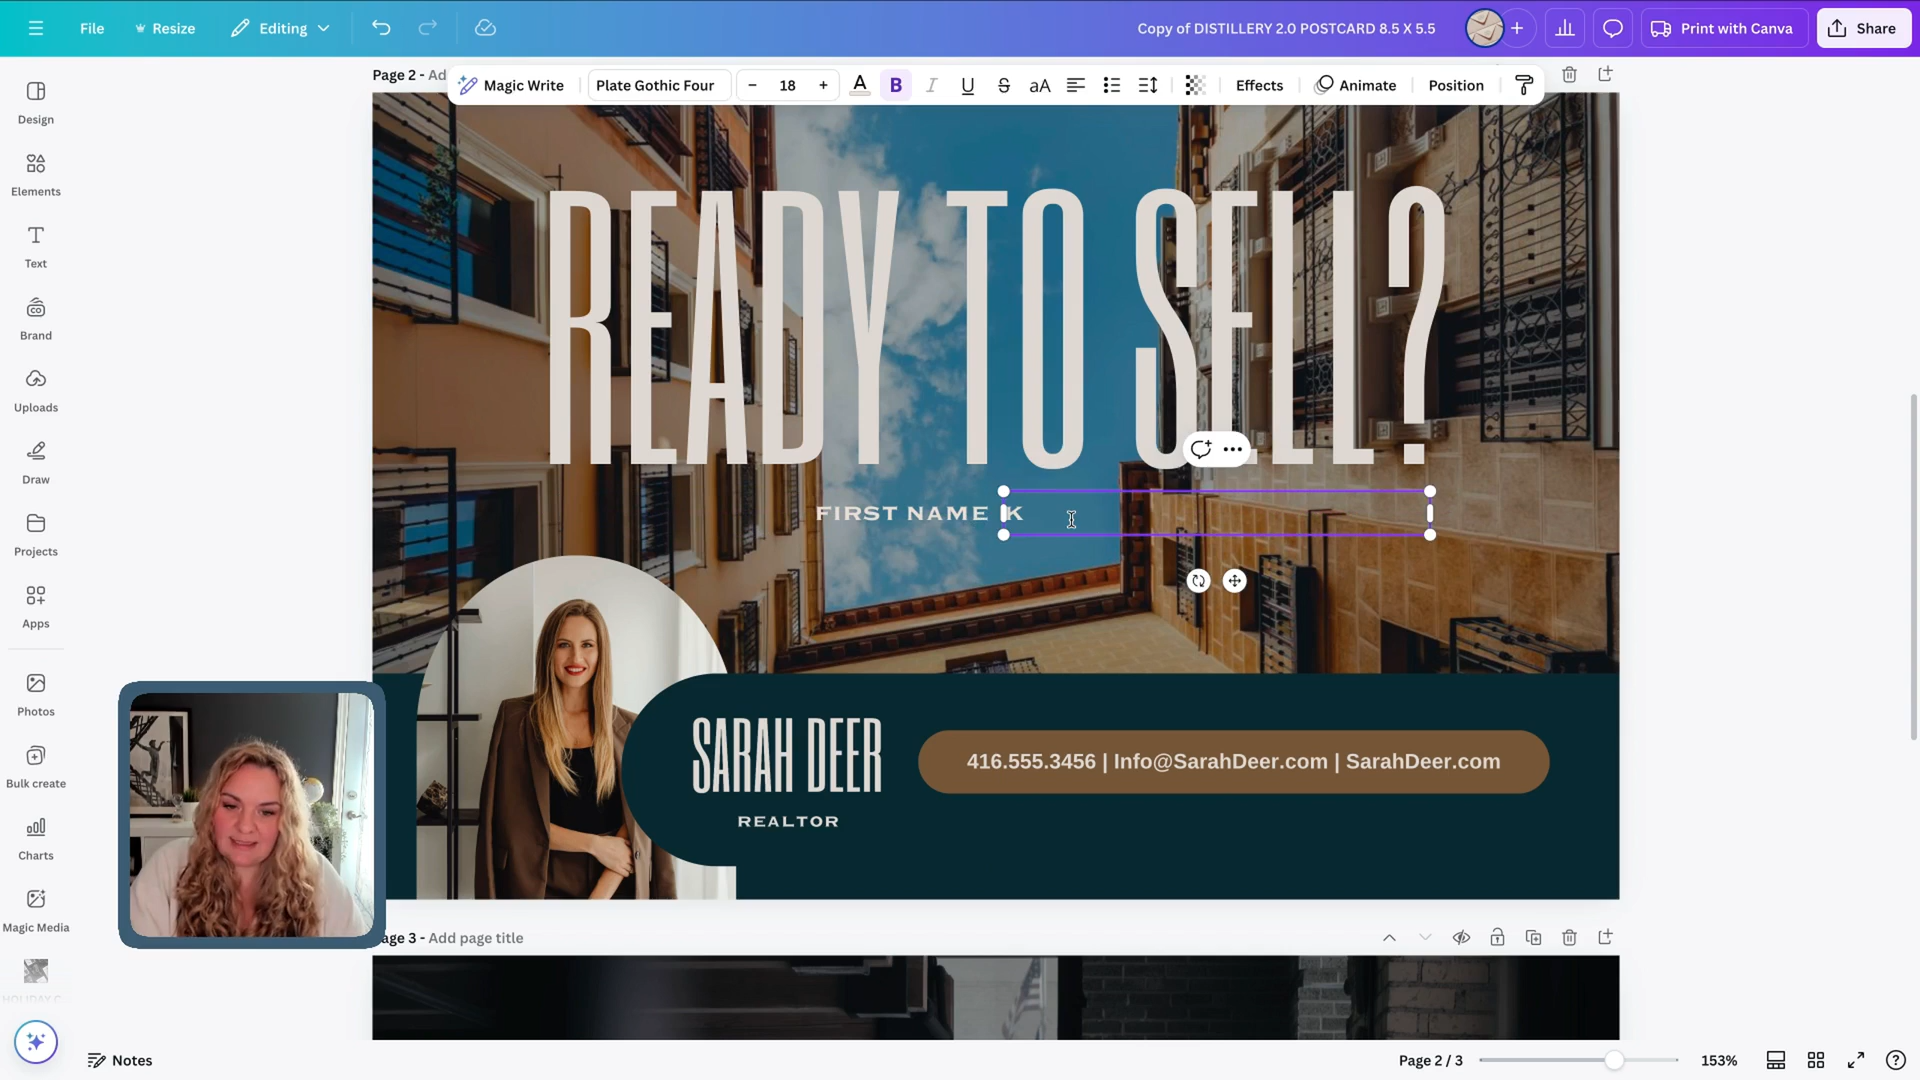 File
Resize
Editing
Copy of DISTILLERY 2.0 POSTCARD 8.5 X 5.5
Print with Canva
Share
Page 2 - Ad
Magic Write
Plate Gothic Four
18
A
B
I
U
S
aA
Effects
Animate
Position
Design
Elements
Text
Brand
Uploads
Draw
Projects
Apps
Photos
Bulk create
Charts
Magic Media
HOLIDAY C
READY TO SELL?
FIRST NAME K
SARAH DEER
REALTOR
416.555.3456 | Info@SarahDeer.com | SarahDeer.com
age 3 - Add page title
Notes
Page 2 / 3
153%